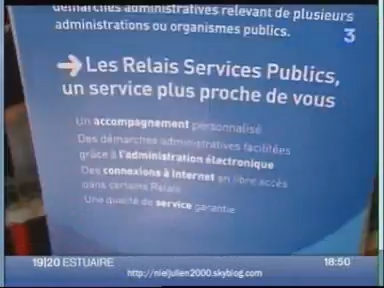 démarches administratives relevant de plusieurs
administrations ou organismes publics.
3
Les Relais Services Publics,
un service plus proche de vous
Un accompagnement personnalisé
Des démarches administratives facilitées
grâce à l'administration électronique
Des connexions à Internet en libre accès
dans certains Relais
Une qualité de service garantie
19|20 ESTUAIRE
18:50
http://nieljulien2000.skyblog.com